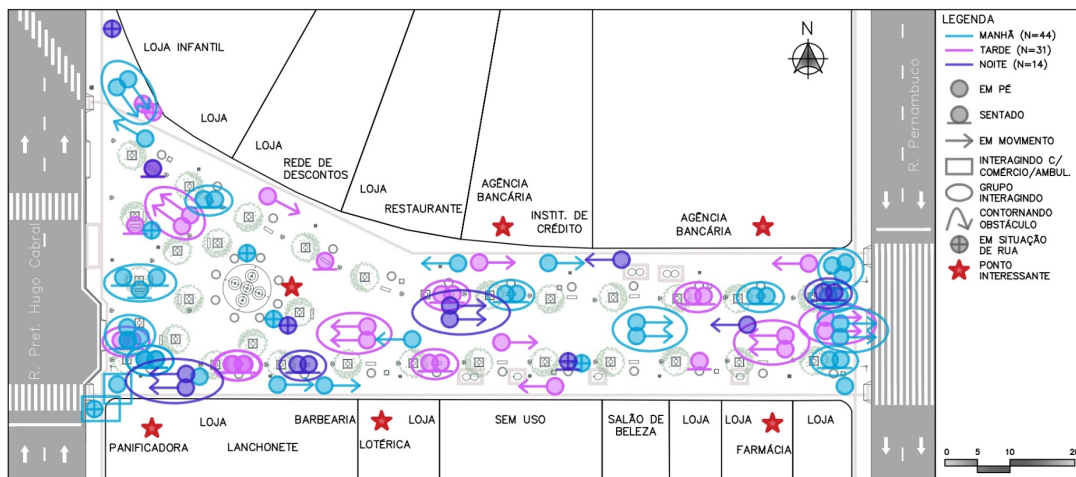 LOJA INFANTIL
LOJA
LOJA
REDE DE
DESCONTOS
LOJA
RESTAURANTE
AGÊNCIA
BANCÁRIA
INSTIT. DE
CRÉDITO
AGÊNCIA
BANCÁRIA
N
R. Pref. Hugo Cabral
R. Pernambuco
PANIFICADORA
LOJA
LANCHONETE
BARBEARIA
LOTÉRICA
LOJA
SEM USO
SALÃO DE
BELEZA
LOJA
LOJA
FARMÁCIA
LOJA
LEGENDA
MANHÃ (N=44)
TARDE (N=31)
NOITE (N=14)
EM PÉ
SENTADO
EM MOVIMENTO
INTERAGINDO C/
COMÉRCIO/AMBUL.
GRUPO
INTERAGINDO
CONTORNANDO
OBSTÁCULO
EM SITUAÇÃO
DE RUA
PONTO
INTERESSANTE
0 5 10 20